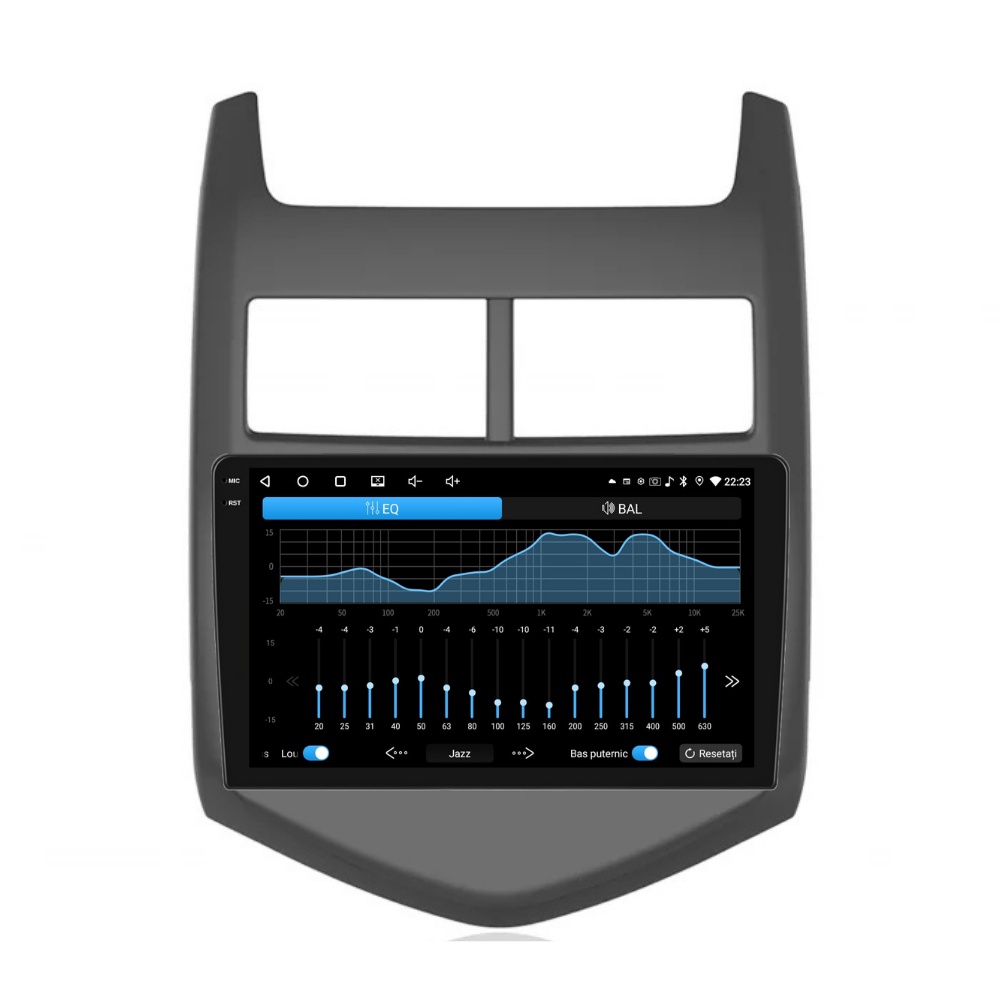 MIC
22:23
RST
EQ
BAL
15
0
-15
20 50 100 200 500 1K 2K 5K 10K 25K
-4 -4 -3 -1 0 -4 -6 -10 -10 -11 -4 -3 -2 -2 +2 +5
15
0
-15
20 25 31 40 50 63 80 100 125 160 200 250 315 400 500 630
s Lou Jazz Bas puternic Resetați